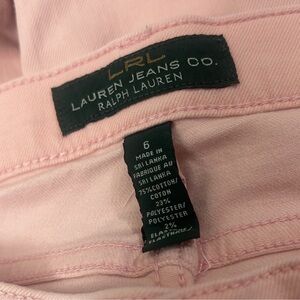 LRL
LAUREN JEANS CO.
RALPH LAUREN
6
MADE IN
SRI LANKA
FABRIQUE AU
SRI LANKA
75% COTTON/
COTON
23%
POLYESTER/
POLYESTER
2%